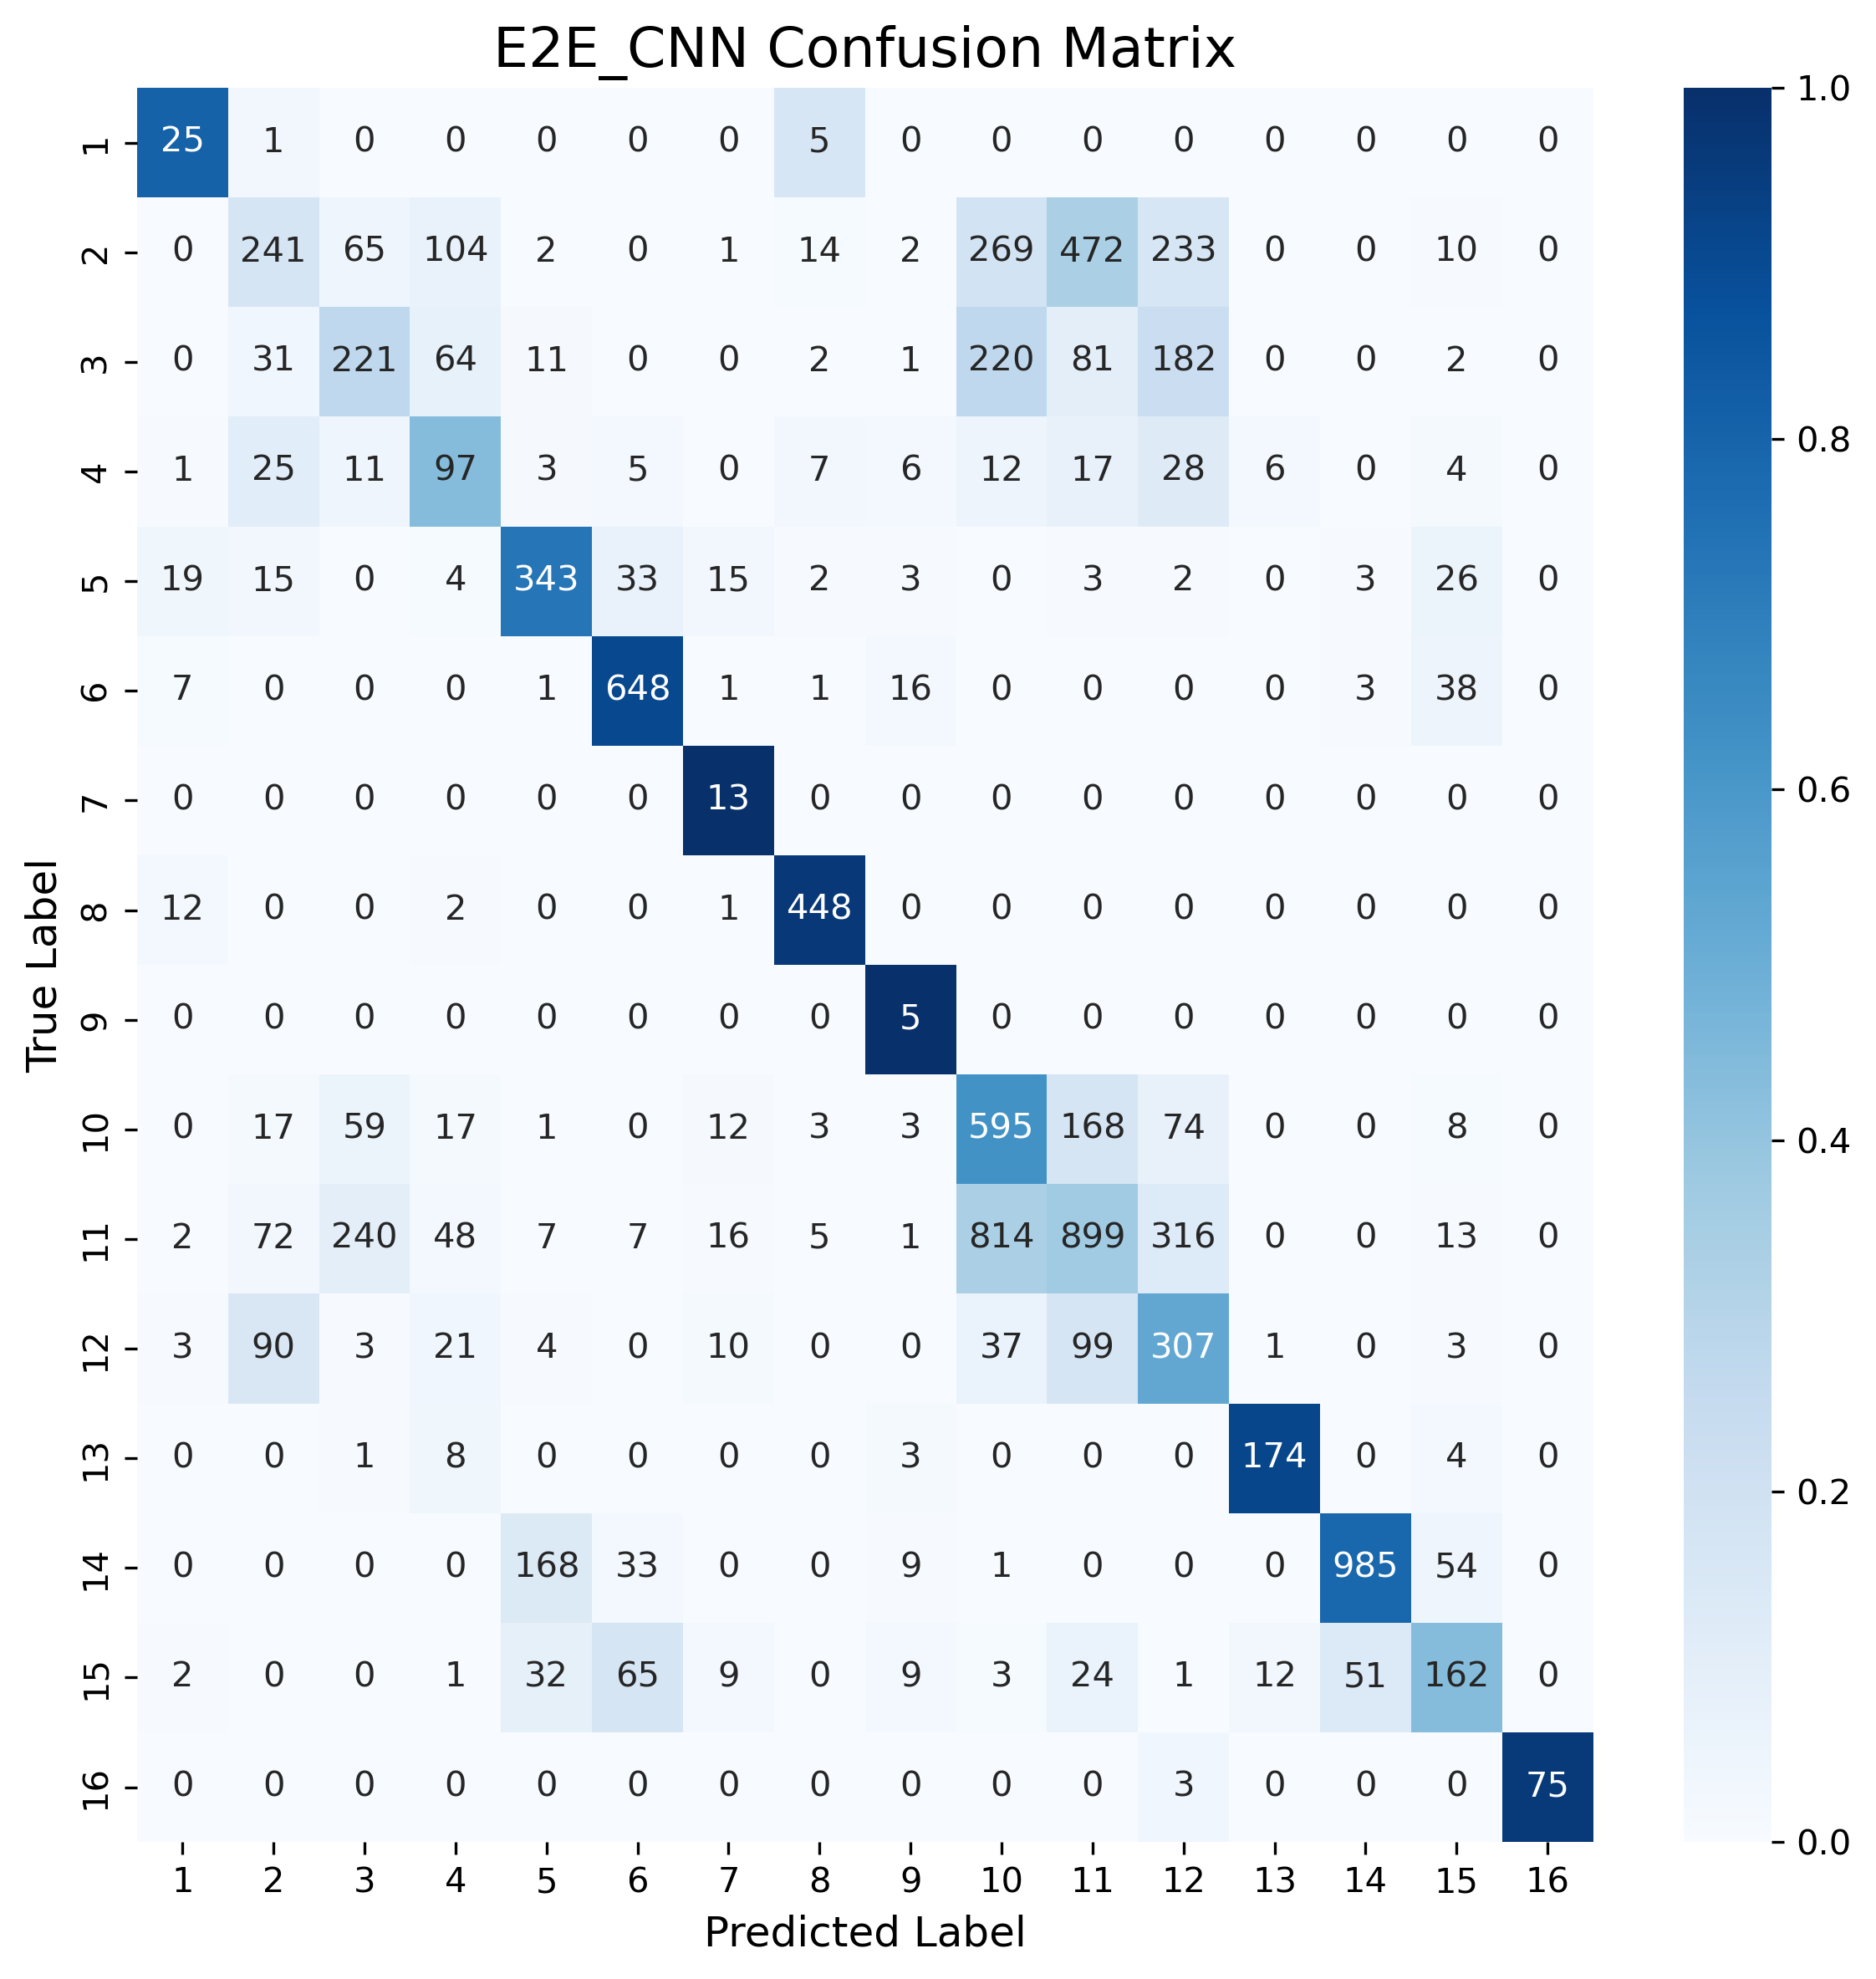 E2E_CNN Confusion Matrix
1 25 1 0 0 0 0 0 5 0 0 0 0 0 0 0 0
2 0 241 65 104 2 0 1 14 2 269 472 233 0 0 10 0
3 0 31 221 64 11 0 0 2 1 220 81 182 0 0 2 0
4 1 25 11 97 3 5 0 7 6 12 17 28 6 0 4 0
5 19 15 0 4 343 33 15 2 3 0 3 2 0 3 26 0
6 7 0 0 0 1 648 1 1 16 0 0 0 0 3 38 0
7 0 0 0 0 0 0 13 0 0 0 0 0 0 0 0 0
8 12 0 0 2 0 0 1 448 0 0 0 0 0 0 0 0
9 0 0 0 0 0 0 0 0 5 0 0 0 0 0 0 0
10 0 17 59 17 1 0 12 3 3 595 168 74 0 0 8 0
11 2 72 240 48 7 7 16 5 1 814 899 316 0 0 13 0
12 3 90 3 21 4 0 10 0 0 37 99 307 1 0 3 0
13 0 0 1 8 0 0 0 0 3 0 0 0 174 0 4 0
14 0 0 0 0 168 33 0 0 9 1 0 0 0 985 54 0
15 2 0 0 1 32 65 9 0 9 3 24 1 12 51 162 0
16 0 0 0 0 0 0 0 0 0 0 0 3 0 0 0 75
1 2 3 4 5 6 7 8 9 10 11 12 13 14 15 16
Predicted Label
True Label
1.0
0.8
0.6
0.4
0.2
0.0